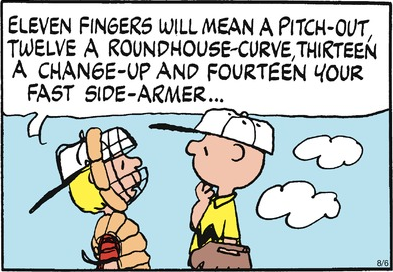 ELEVEN FINGERS WILL MEAN A PITCH-OUT,
TWELVE A ROUNDHOUSE-CURVE, THIRTEEN
A CHANGE-UP AND FOURTEEN YOUR
FAST SIDE-ARMER...
8/6